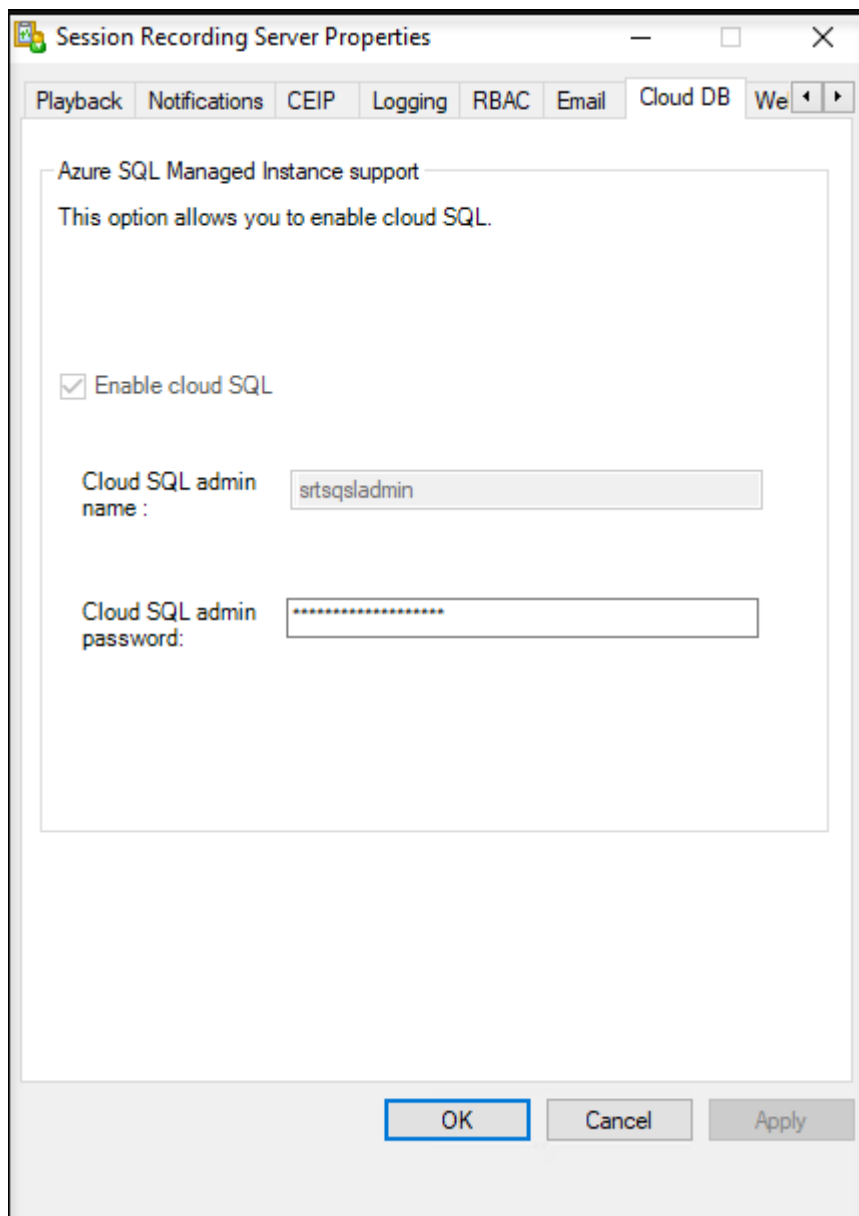 Session Recording Server Properties
Playback Notifications CEIP Logging RBAC Email Cloud DB We
Azure SQL Managed Instance support
This option allows you to enable cloud SQL.
Enable cloud SQL
Cloud SQL admin
name :
srtsqsladmin
Cloud SQL admin
password:
*******************
OK Cancel Apply